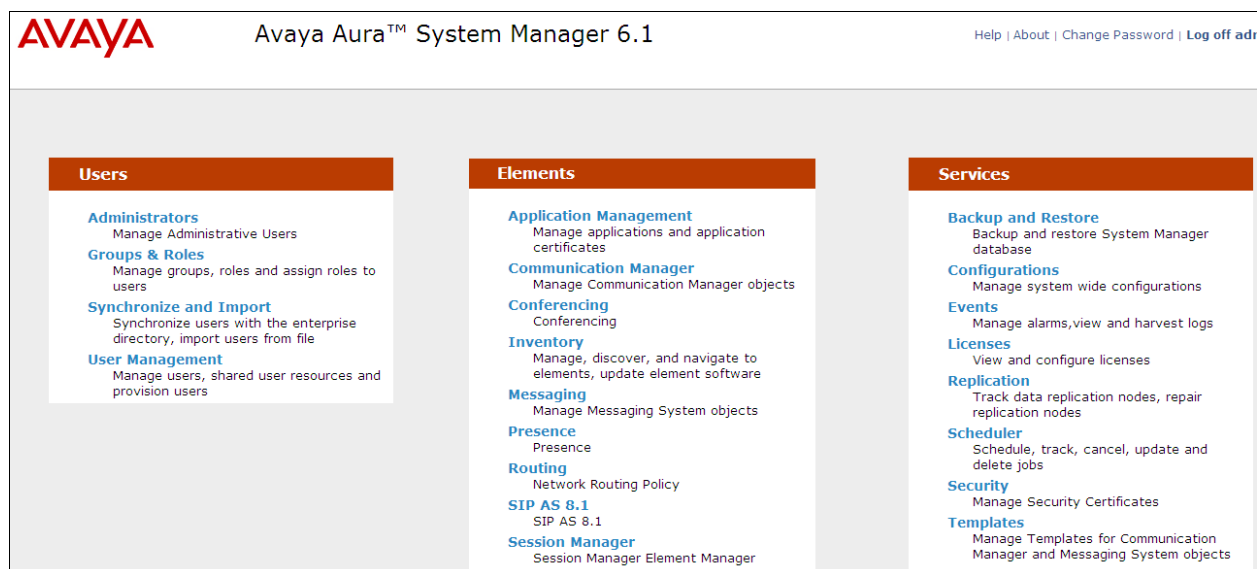 AVAYA
Avaya Aura™ System Manager 6.1
Help | About | Change Password | Log off adr
Users
Administrators
Manage Administrative Users
Groups & Roles
Manage groups, roles and assign roles to
users
Synchronize and Import
Synchronize users with the enterprise
directory, import users from file
User Management
Manage users, shared user resources and
provision users
Elements
Application Management
Manage applications and application
certificates
Communication Manager
Manage Communication Manager objects
Conferencing
Conferencing
Inventory
Manage, discover, and navigate to
elements, update element software
Messaging
Manage Messaging System objects
Presence
Presence
Routing
Network Routing Policy
SIP AS 8.1
SIP AS 8.1
Session Manager
Session Manager Element Manager
Services
Backup and Restore
Backup and restore System Manager
database
Configurations
Manage system wide configurations
Events
Manage alarms,view and harvest logs
Licenses
View and configure licenses
Replication
Track data replication nodes, repair
replication nodes
Scheduler
Schedule, track, cancel, update and
delete jobs
Security
Manage Security Certificates
Templates
Manage Templates for Communication
Manager and Messaging System objects